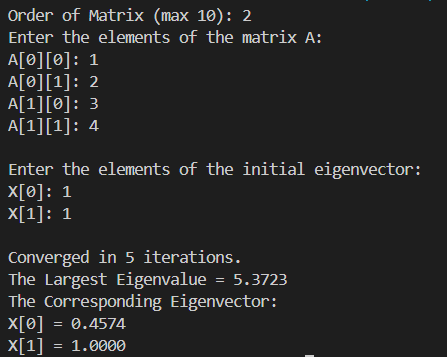 Order of Matrix (max 10): 2
Enter the elements of the matrix A:
A[0][0]: 1
A[0][1]: 2
A[1][0]: 3
A[1][1]: 4
Enter the elements of the initial eigenvector:
X[0]: 1
X[1]: 1
Converged in 5 iterations.
The Largest Eigenvalue = 5.3723
The Corresponding Eigenvector:
X[0] = 0.4574
X[1] = 1.0000